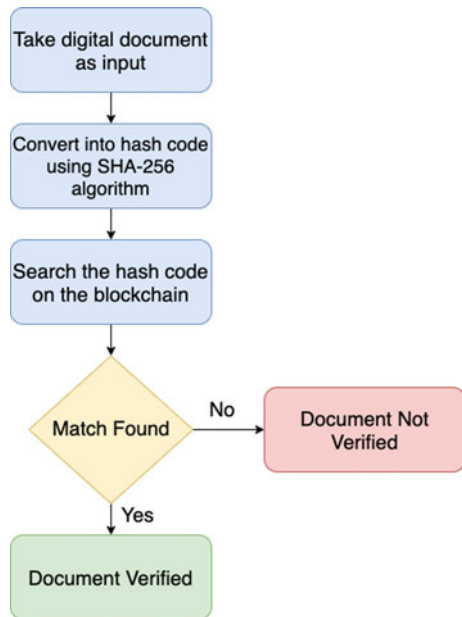 Take digital document
as input
Convert into hash code
using SHA-256
algorithm
Search the hash code
on the blockchain
Match Found
No
Document Not
Verified
Yes
Document Verified